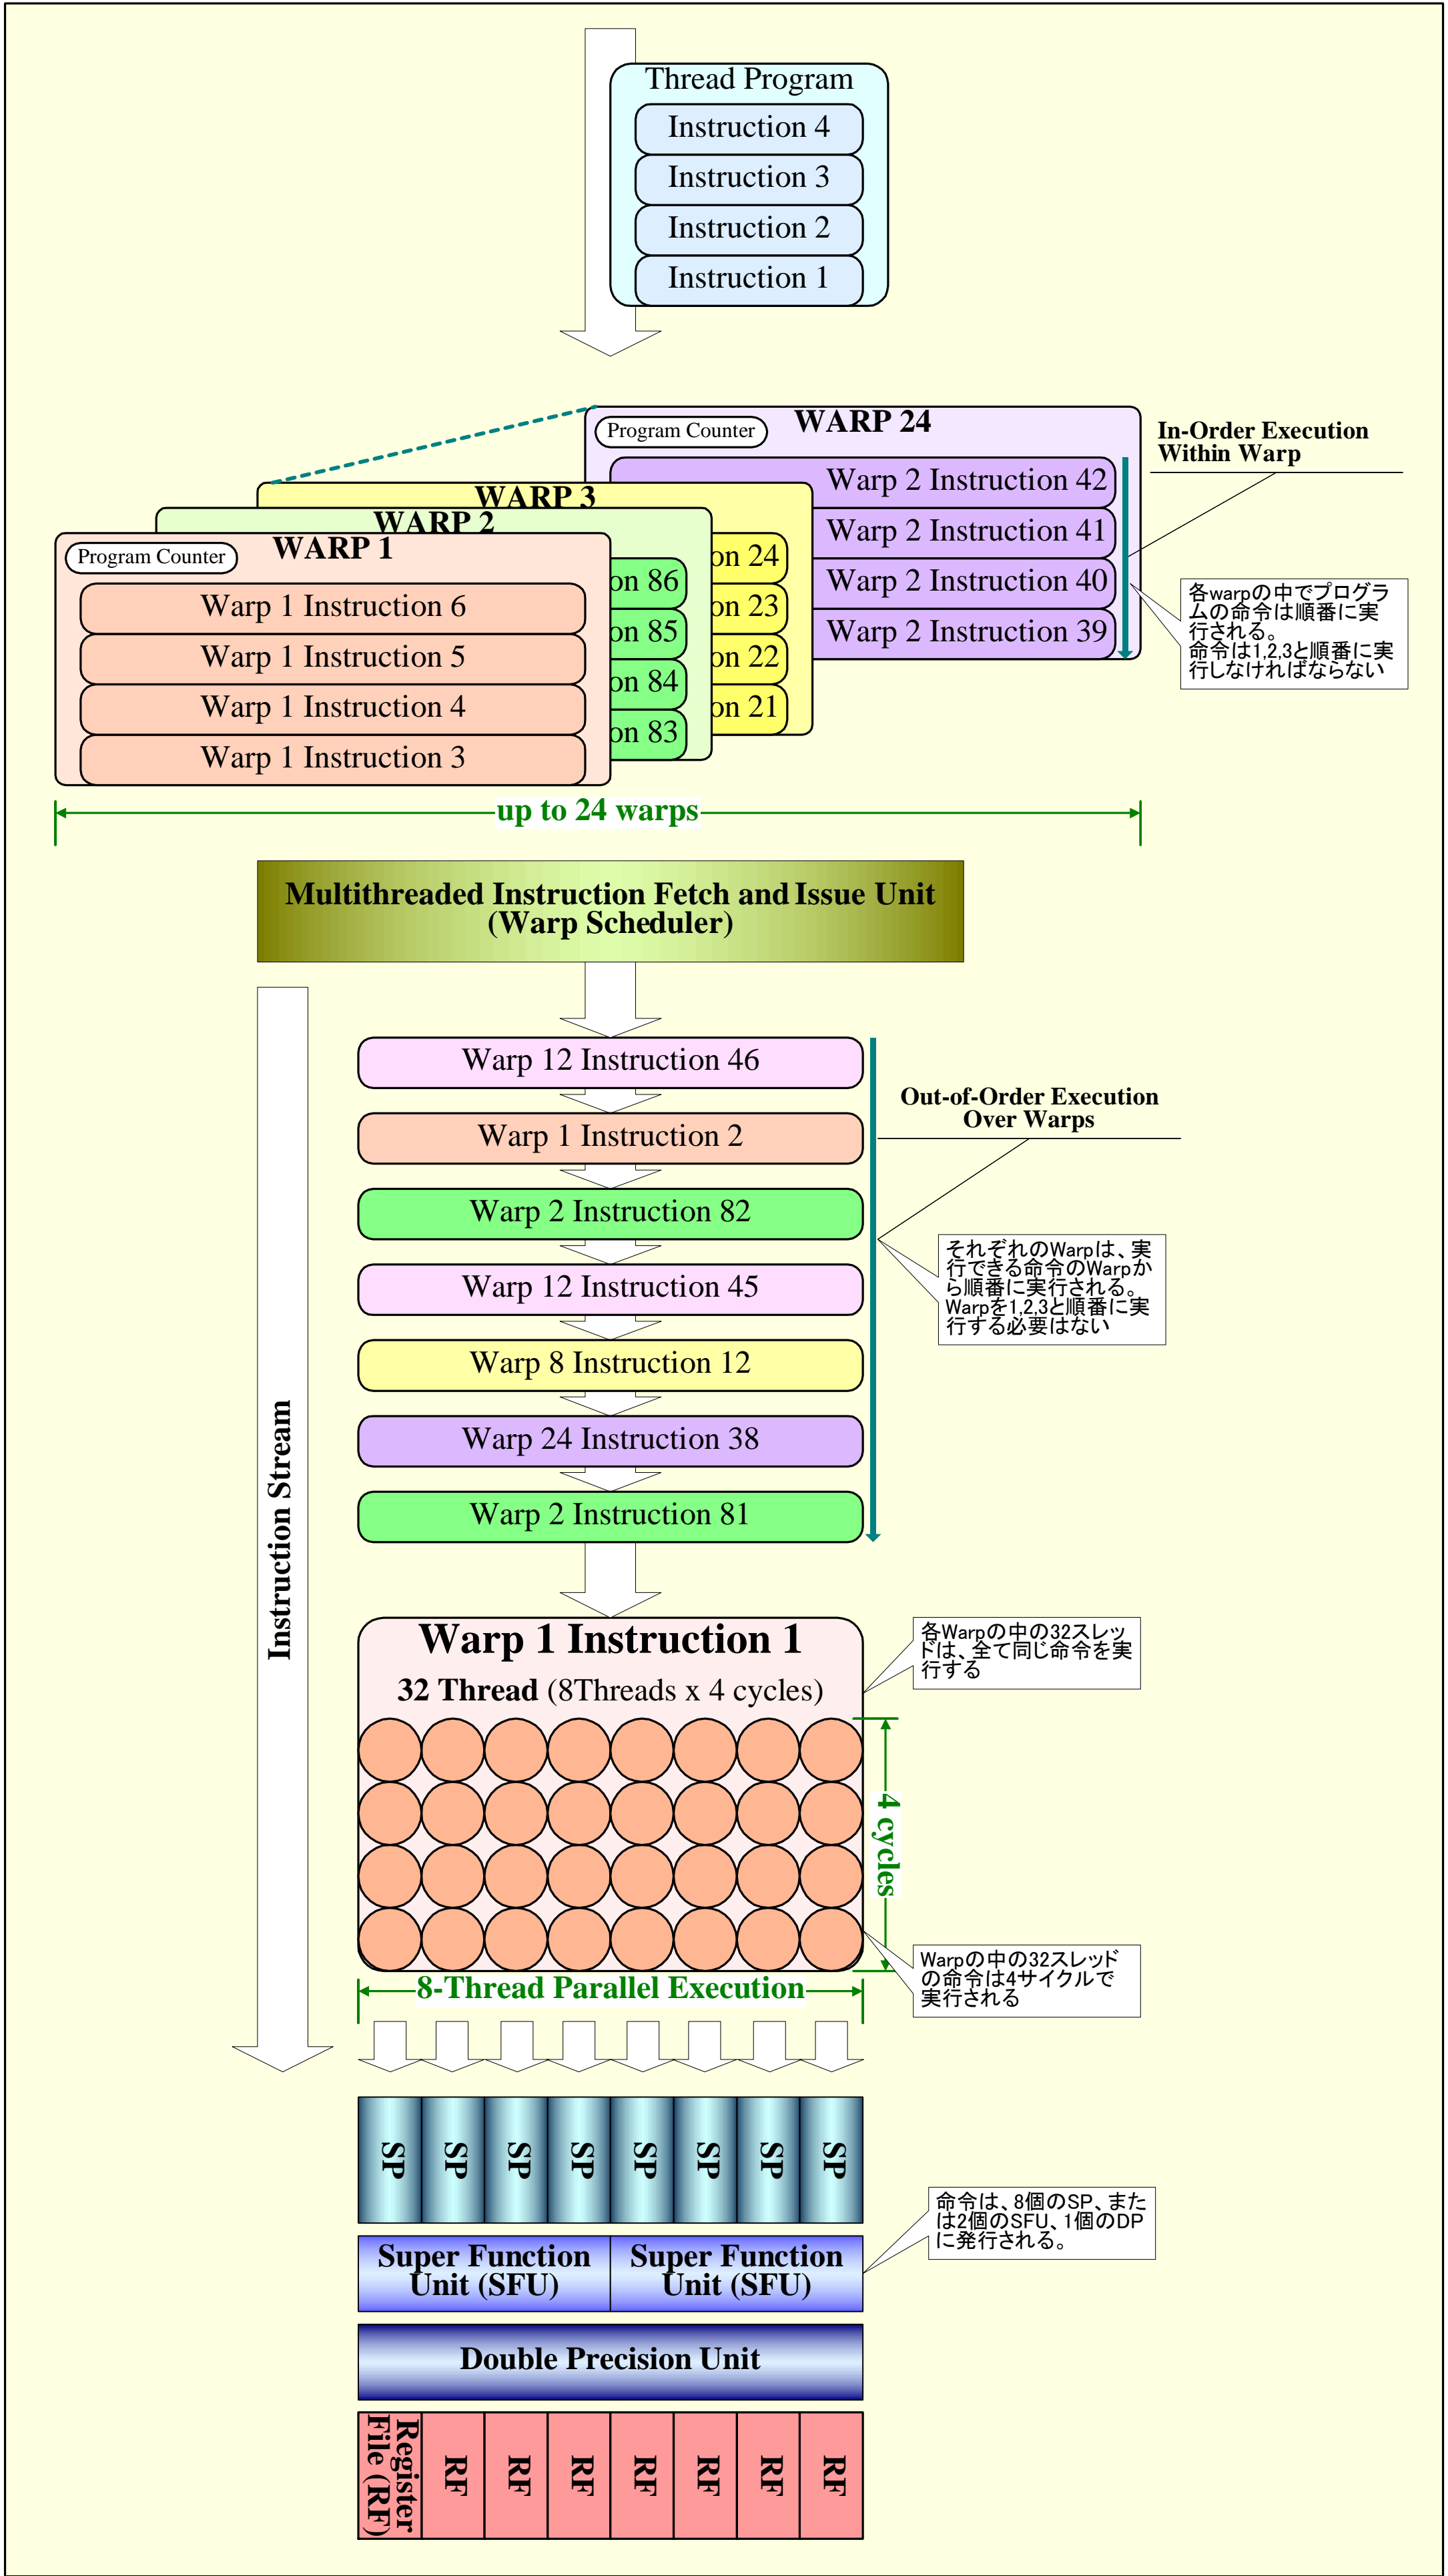 Thread Program
Instruction 4
Instruction 3
Instruction 2
Instruction 1
WARP 24
Program Counter
Warp 2 Instruction 42
Warp 2 Instruction 41
Warp 2 Instruction 40
Warp 2 Instruction 39
In-Order Execution
Within Warp
各warpの中でプログラ
ムの命令は順番に実
行される。
命令は1,2,3と順番に実
行しなければならない
WARP 3
on 24
on 23
on 22
on 21
WARP 2
on 86
on 85
on 84
on 83
WARP 1
Program Counter
Warp 1 Instruction 6
Warp 1 Instruction 5
Warp 1 Instruction 4
Warp 1 Instruction 3
up to 24 warps
Multithreaded Instruction Fetch and Issue Unit
(Warp Scheduler)
Instruction Stream
Warp 12 Instruction 46
Warp 1 Instruction 2
Warp 2 Instruction 82
Warp 12 Instruction 45
Warp 8 Instruction 12
Warp 24 Instruction 38
Warp 2 Instruction 81
Out-of-Order Execution
Over Warps
それぞれのWarpは、実
行できる命令のWarpか
ら順番に実行される。
Warpを1,2,3と順番に実
行する必要はない
Warp 1 Instruction 1
32 Thread (8Threads x 4 cycles)
各Warpの中の32スレッ
ドは、全て同じ命令を実
行する
4 cycles
Warpの中の32スレッド
の命令は4サイクルで
実行される
8-Thread Parallel Execution
SP
SP
SP
SP
SP
SP
SP
SP
命令は、8個のSP、また
は2個のSFU、1個のDP
に発行される。
Super Function
Unit (SFU)
Super Function
Unit (SFU)
Double Precision Unit
Register
File (RF)
RF
RF
RF
RF
RF
RF
RF